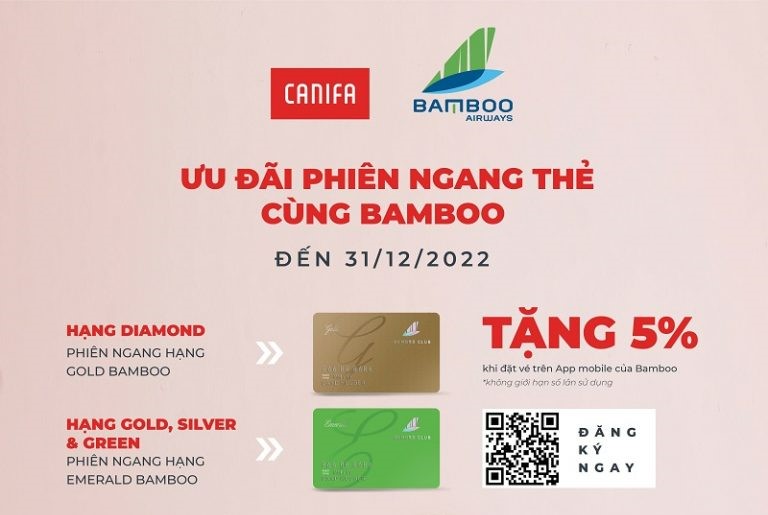 CANIFA
BAMBOO
AIRWAYS
ƯU ĐÃI PHIÊN NGANG THẺ
CÙNG BAMBOO
ĐẾN 31/12/2022
HẠNG DIAMOND
PHIÊN NGANG HẠNG
GOLD BAMBOO
TẶNG 5%
khi đặt vé trên App mobile của Bamboo
*không giới hạn số lần sử dụng
HẠNG GOLD, SILVER
& GREEN
PHIÊN NGANG HẠNG
EMERALD BAMBOO
ĐĂNG
KÝ
NGAY